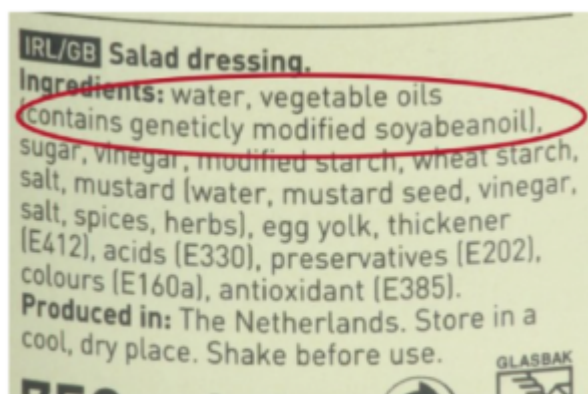 IRL/GB Salad dressing.
Ingredients: water, vegetable oils
(contains geneticly modified soyabeanoil),
sugar, vinegar, modified starch, wheat starch,
salt, mustard (water, mustard seed, vinegar,
salt, spices, herbs), egg yolk, thickener
(E412), acids (E330), preservatives (E202),
colours (E160a), antioxidant (E385).
Produced in: The Netherlands. Store in a
cool, dry place. Shake before use.
GLASBAK